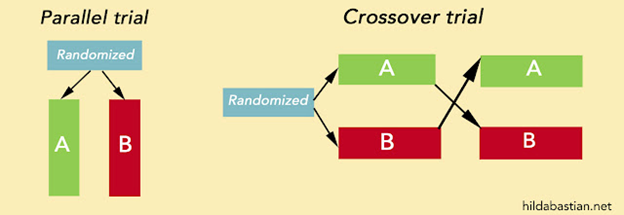 Parallel trial
Randomized
A
B
Crossover trial
Randomized
A
A
B
B
hildabastian.net